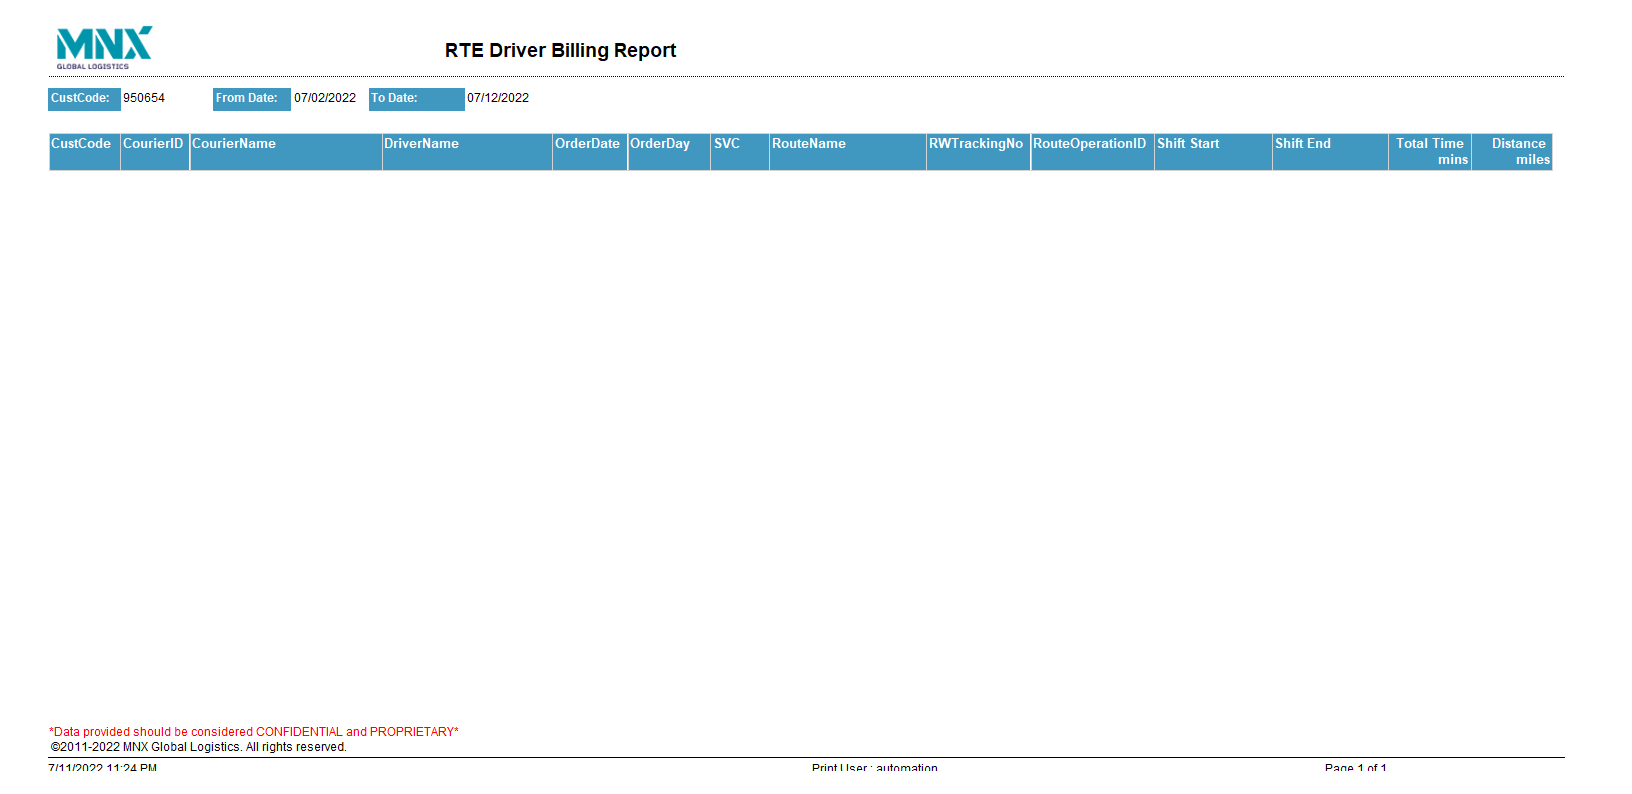 MNX
GLOBAL LOGISTICS
RTE Driver Billing Report
CustCode: 950654 From Date: 07/02/2022 To Date: 07/12/2022
CustCode CourierID CourierName DriverName OrderDate OrderDay SVC RouteName RWTrackingNo RouteOperationID Shift Start Shift End Total Time Distance
mins miles
*Data provided should be considered CONFIDENTIAL and PROPRIETARY*
©2011-2022 MNX Global Logistics. All rights reserved.
7/11/2022 11:24 PM Print User : automation Page 1 of 1